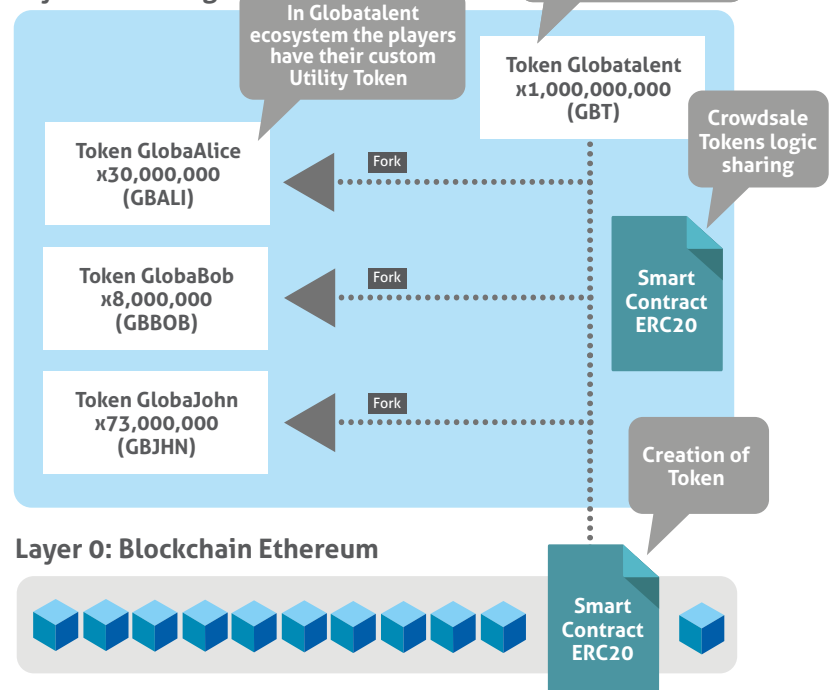 In Globatalent
ecosystem the players
have their custom
Utility Token
Token Globatalent
x1,000,000,000
(GBT)
Crowdsale
Tokens logic
sharing
Token GlobaAlice
x30,000,000
(GBALI)
Fork
Token GlobaBob
x8,000,000
(GBBOB)
Fork
Smart
Contract
ERC20
Token GlobaJohn
x73,000,000
(GBJHN)
Fork
Creation of
Token
Layer 0: Blockchain Ethereum
Smart
Contract
ERC20